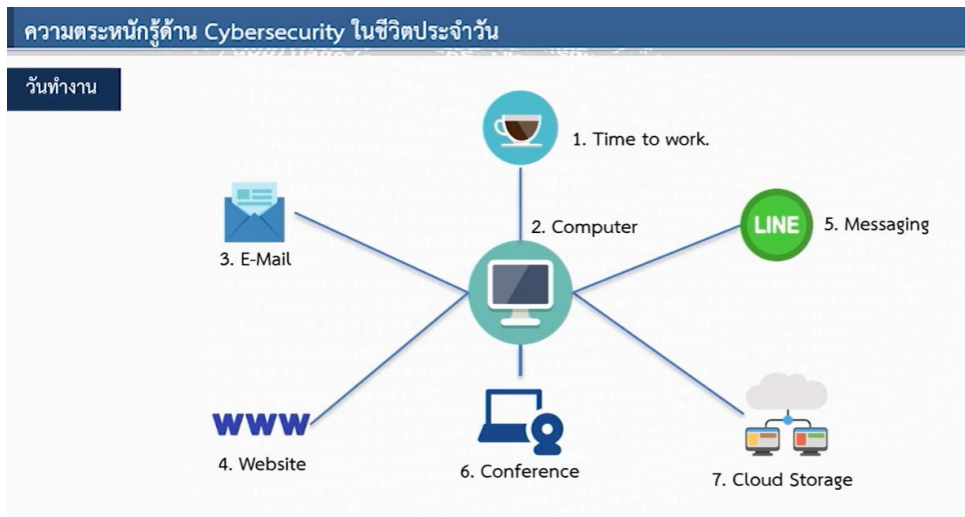 ความตระหนักรู้ด้าน Cybersecurity ในชีวิตประจำวัน
วันทำงาน
1. Time to work.
2. Computer
3. E-Mail
LINE
5. Messaging
www
4. Website
6. Conference
7. Cloud Storage